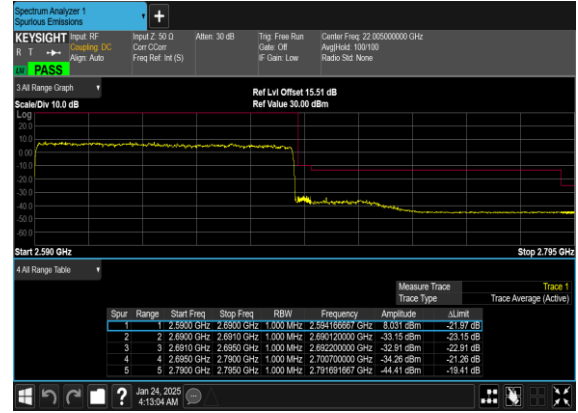 Spectrum Analyzer 1
Spurious Emissions
+
KEYSIGHT Input: RF Input Z: 50 Ω Atten: 30 dB Trig: Free Run Center Freq: 22.005000000 GHz
R T Coupling: DC Corr CCorr Gate: Off Avg|Hold: 100/100
Align: Auto Freq Ref: Int (S) IF Gain: Low Radio Std: None
PASS
3 All Range Graph
Ref Lvl Offset 15.51 dB
Scale/Div 10.0 dB Ref Value 30.00 dBm
Log
20.0
10.0
0.00
-10.0
-20.0
-30.0
-40.0
-50.0
-60.0
Start 2.590 GHz Stop 2.795 GHz
4 All Range Table
Measure Trace Trace 1
Trace Type Trace Average (Active)
Spur Range Start Freq Stop Freq RBW Frequency Amplitude ΔLimit
1 1 2.5900 GHz 2.6900 GHz 1.000 MHz 2.594166667 GHz 8.031 dBm -21.97 dB
2 2 2.6900 GHz 2.6910 GHz 1.000 MHz 2.690120000 GHz -33.15 dBm -23.15 dB
3 3 2.6910 GHz 2.6950 GHz 1.000 MHz 2.692200000 GHz -32.91 dBm -22.91 dB
4 4 2.6950 GHz 2.7900 GHz 1.000 MHz 2.700700000 GHz -34.26 dBm -21.26 dB
5 5 2.7900 GHz 2.7950 GHz 1.000 MHz 2.791691667 GHz -44.41 dBm -19.41 dB
? Jan 24, 2025
4:13:04 AM